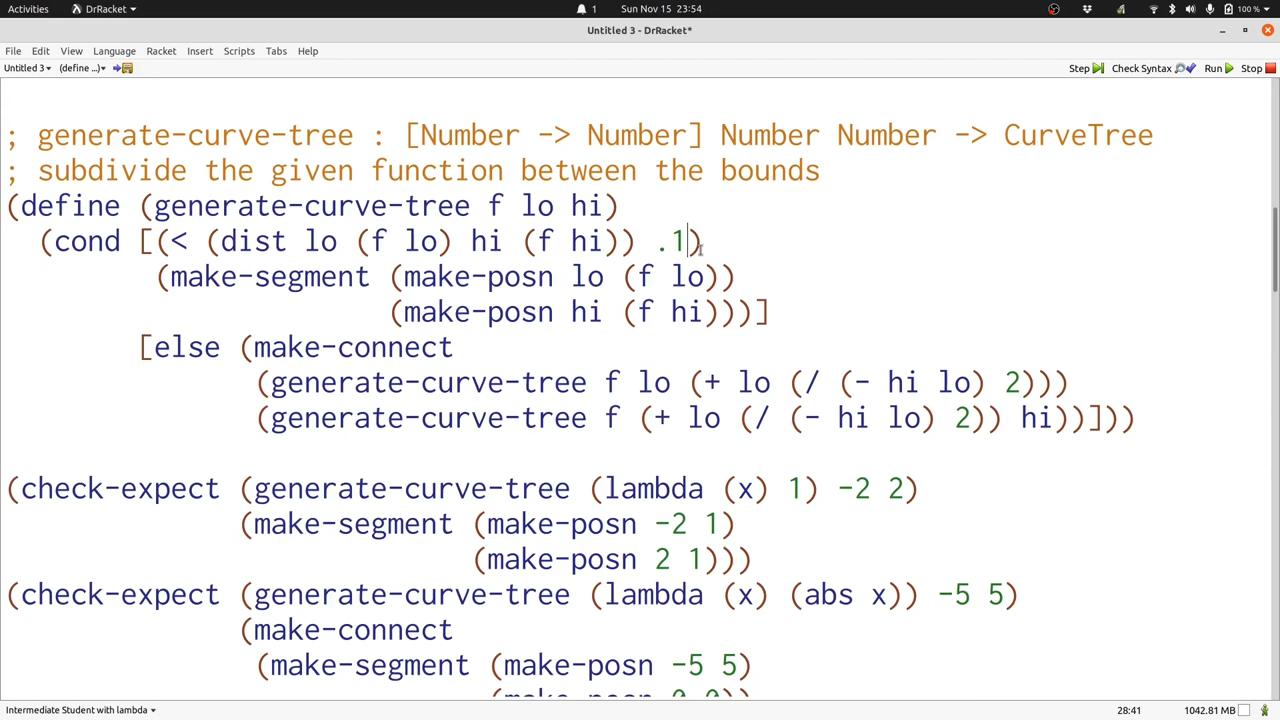 Activities DrRacket Sun Nov 15 23:54 1 100 %
Untitled 3 - DrRacket*
File Edit View Language Racket Insert Scripts Tabs Help
Untitled 3 (define ...) Step Check Syntax Run Stop
; generate-curve-tree : [Number -> Number] Number Number -> CurveTree
; subdivide the given function between the bounds
(define (generate-curve-tree f lo hi)
(cond [(< (dist lo (f lo) hi (f hi)) .1)
(make-segment (make-posn lo (f lo))
(make-posn hi (f hi)))]
[else (make-connect
(generate-curve-tree f lo (+ lo (/ (- hi lo) 2)))
(generate-curve-tree f (+ lo (/ (- hi lo) 2)) hi))]))
(check-expect (generate-curve-tree (lambda (x) 1) -2 2)
(make-segment (make-posn -2 1)
(make-posn 2 1)))
(check-expect (generate-curve-tree (lambda (x) (abs x)) -5 5)
(make-connect
(make-segment (make-posn -5 5)
(make-posn 0 0))
Intermediate Student with lambda 28:41 1042.81 MB